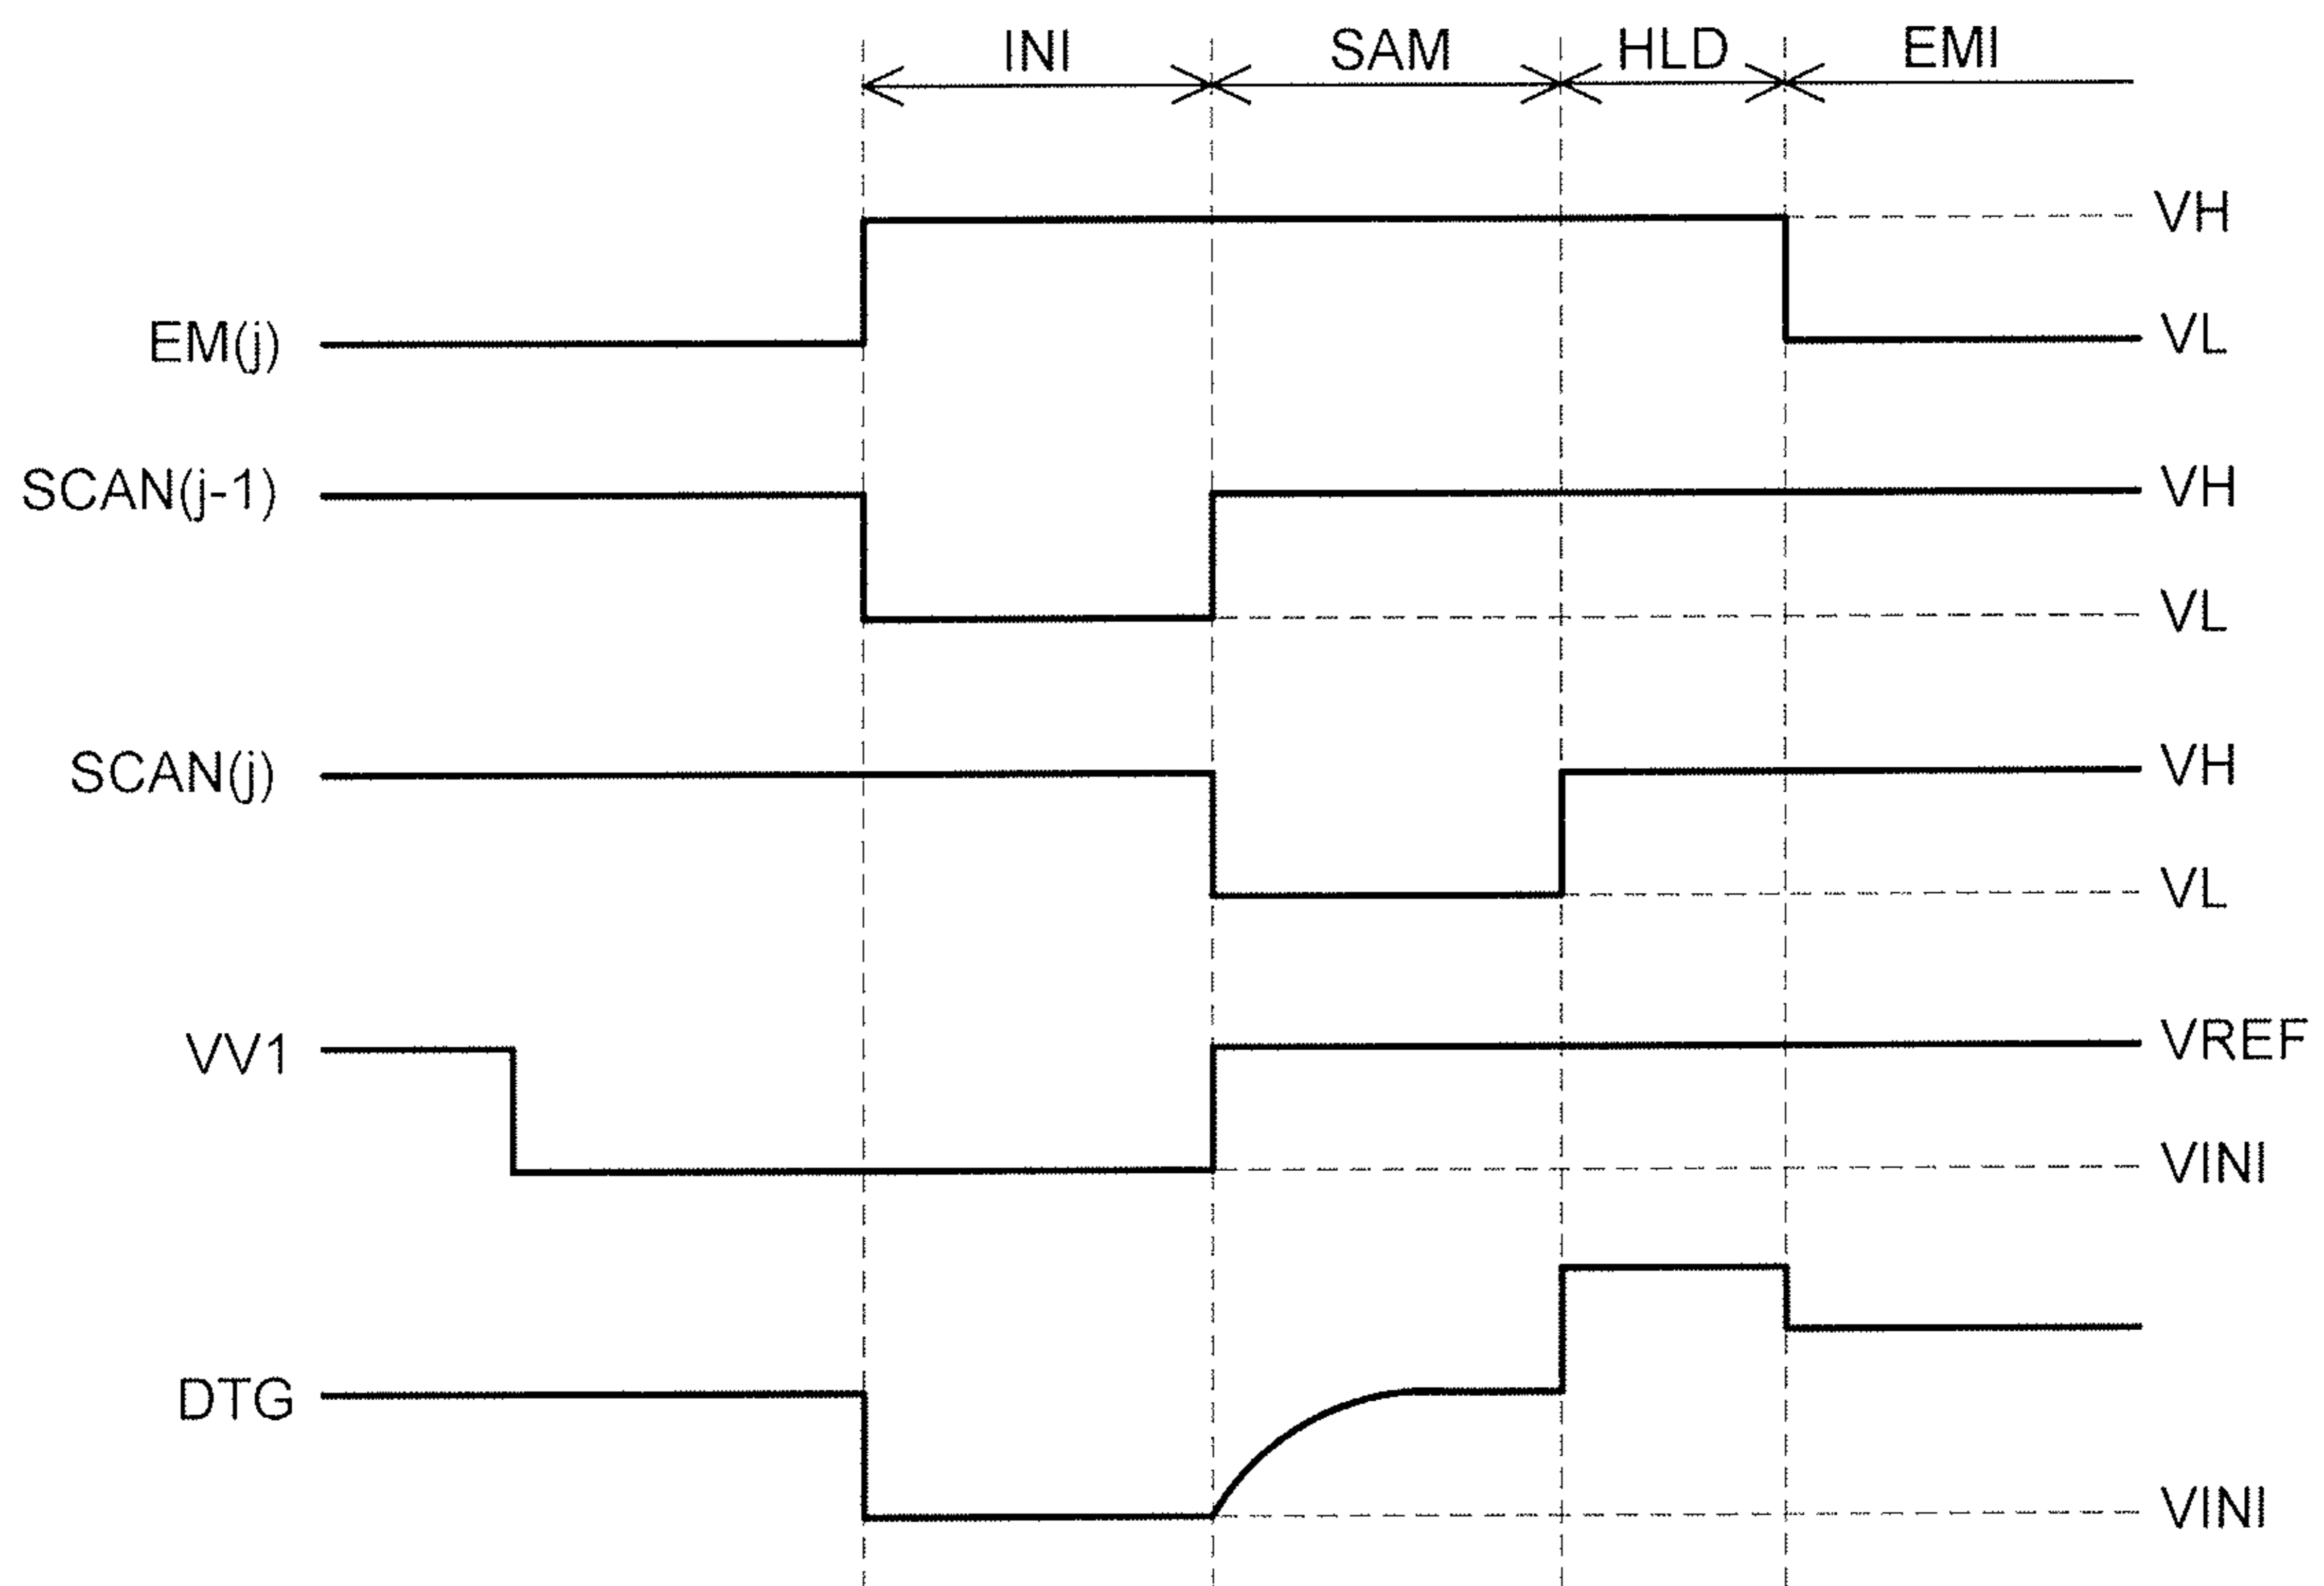 INI SAM HLD EMI
VH
EM(j) VL
SCAN(j-1) VH
VL
SCAN(j) VH
VL
VV1 VREF
VINI
DTG
VINI